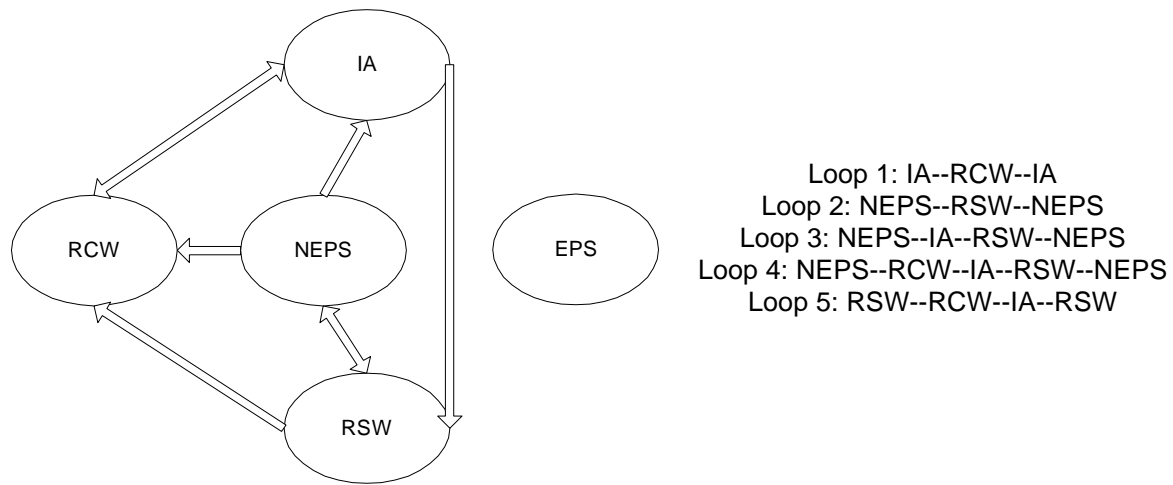 IA
RCW
NEPS
EPS
RSW
Loop 1: IA--RCW--IA
Loop 2: NEPS--RSW--NEPS
Loop 3: NEPS--IA--RSW--NEPS
Loop 4: NEPS--RCW--IA--RSW--NEPS
Loop 5: RSW--RCW--IA--RSW